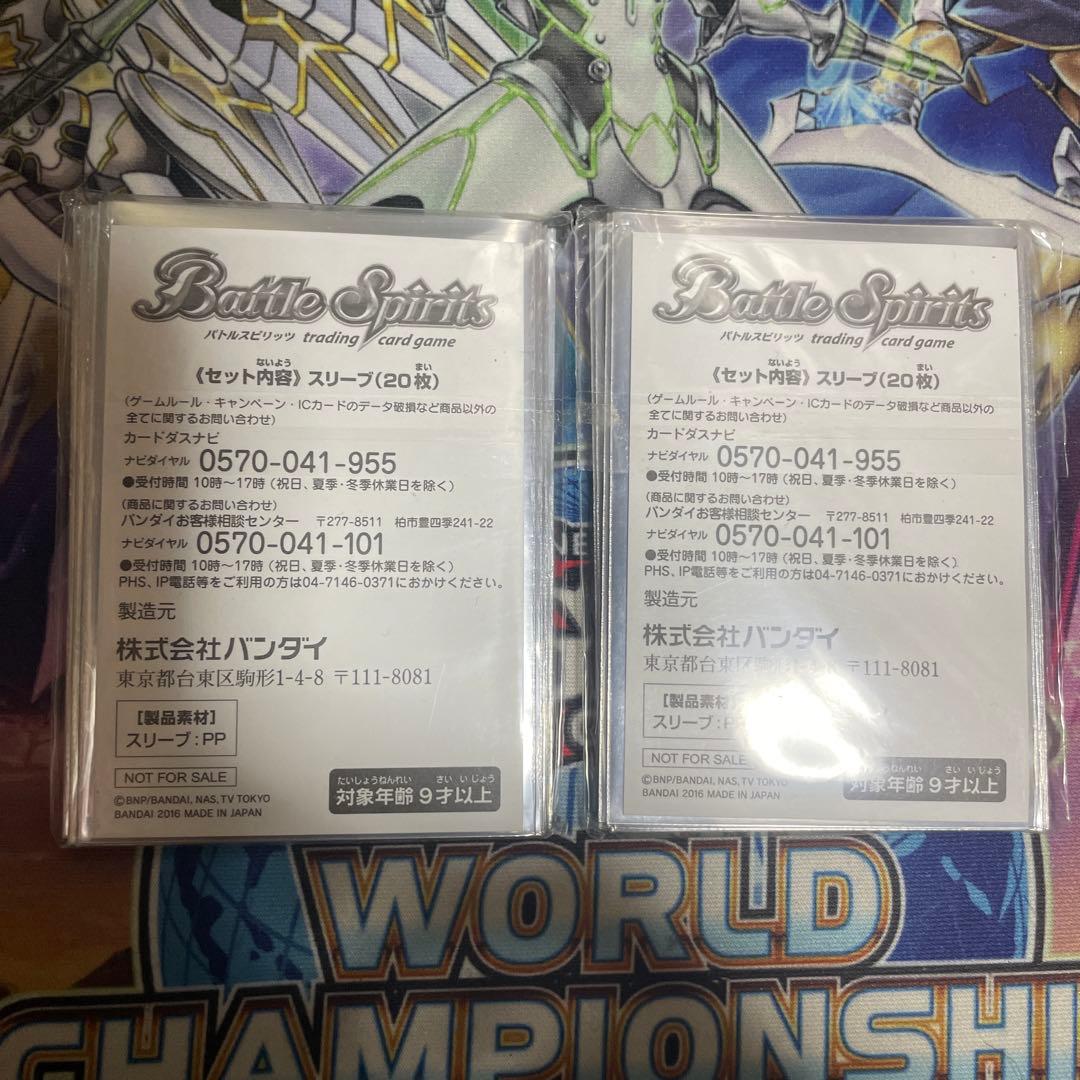 Battle Spirits
バトルスピリッツ trading card game
ないよう まい
《セット内容》スリーブ(20枚)
(ゲームルール・キャンペーン・ICカードのデータ破損など商品以外の
全てに関するお問い合わせ)
カードダスナビ
ナビダイヤル 0570-041-955
●受付時間 10時〜17時(祝日、夏季・冬季休業日を除く)
(商品に関するお問い合わせ)
バンダイお客様相談センター 〒277-8511 柏市豊四季241-22
ナビダイヤル 0570-041-101
●受付時間 10時〜17時(祝日、夏季・冬季休業日を除く)
PHS、IP電話等をご利用の方は04-7146-0371におかけください。
製造元
株式会社バンダイ
東京都台東区駒形1-4-8 〒111-8081
[製品素材]
スリーブ:PP
NOT FOR SALE
©BNP/BANDAI, NAS, TV TOKYO
BANDAI 2016 MADE IN JAPAN
たいしょうねんれい さい いじょう
対象年齢 9才以上
Battle Spirits
バトルスピリッツ trading card game
ないよう まい
《セット内容》スリーブ(20枚)
(ゲームルール・キャンペーン・ICカードのデータ破損など商品以外の
全てに関するお問い合わせ)
カードダスナビ
ナビダイヤル 0570-041-955
●受付時間 10時〜17時(祝日、夏季・冬季休業日を除く)
(商品に関するお問い合わせ)
バンダイお客様相談センター 〒277-8511 柏市豊四季241-22
ナビダイヤル 0570-041-101
●受付時間 10時〜17時(祝日、夏季・冬季休業日を除く)
PHS、IP電話等をご利用の方は04-7146-0371におかけください。
製造元
株式会社バンダイ
東京都台東区 〒111-8081
[製品素材]
スリーブ:P
NOT FOR SALE
©BNP/BANDAI, NAS, TV TOKYO
BANDAI 2016 MADE IN JAPAN
さい いじょう
対象年齢 9才以上
WORLD
CHAMPIONSHI